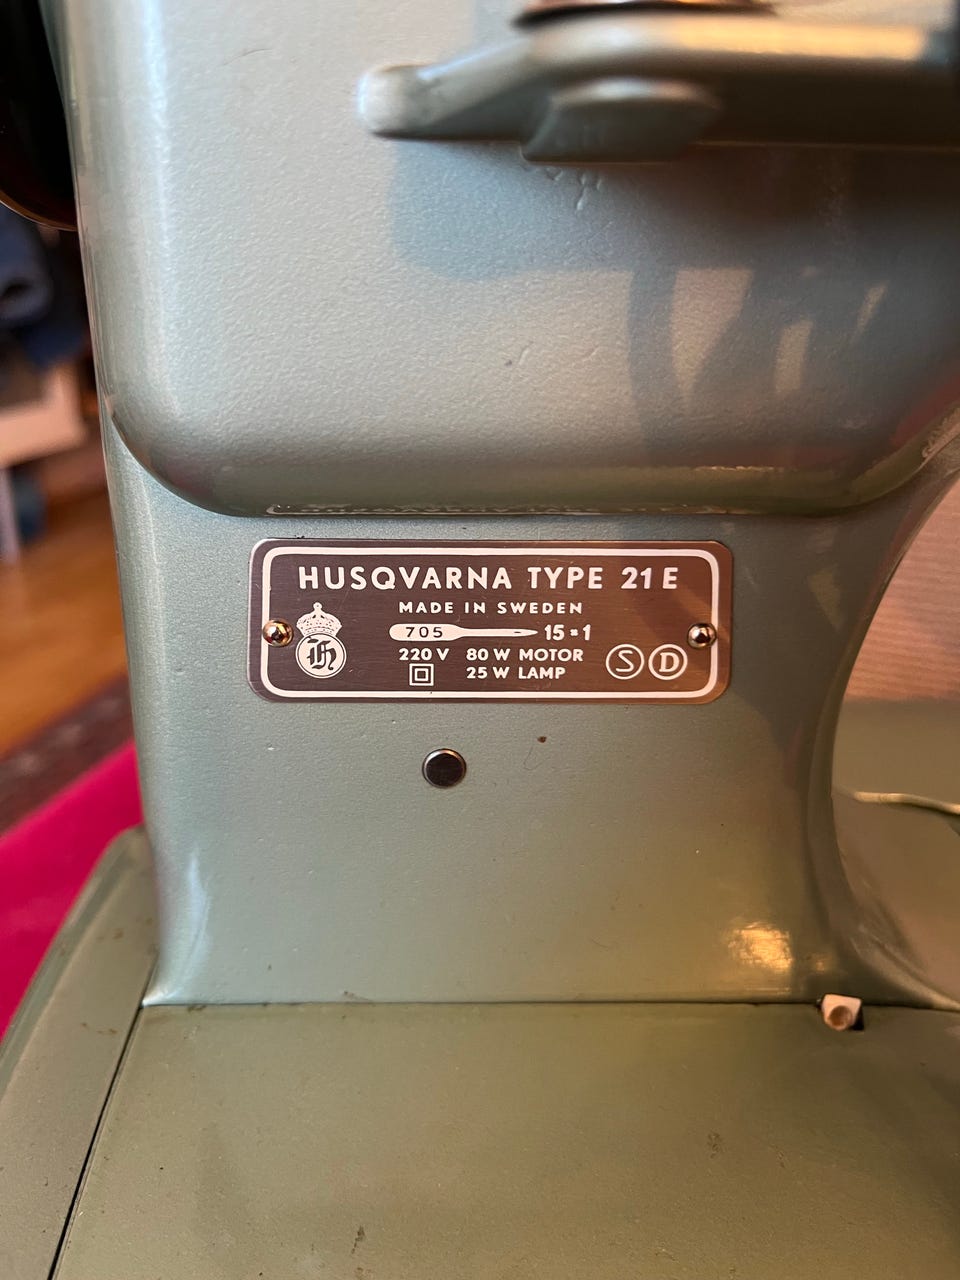 HUSQVARNA TYPE 21 E
MADE IN SWEDEN
705 15×1
220 V 80 W MOTOR
25 W LAMP
H
S D